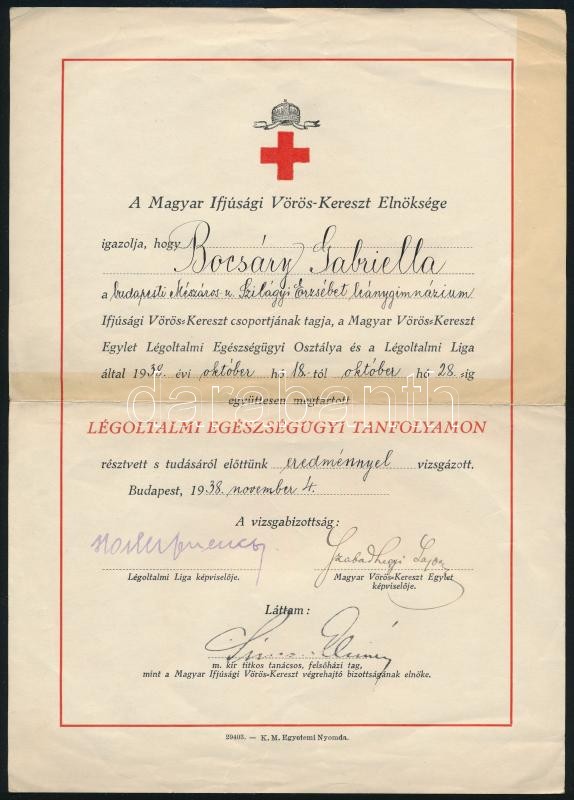 A Magyar Ifjúsági Vörös-Kereszt Elnöksége
igazolja, hogy Bocsáry Gabriella
a budapesti Mészáros-u. Szilágyi Erzsébet leánygimnázium
Ifjúsági Vörös=Kereszt csoportjának tagja, a Magyar Vörös=Kereszt
Egylet Légoltalmi Egészségügyi Osztálya és a Légoltalmi Liga
által 1938. évi október hó 18.-tól október hó 28.-ig
együttesen megtartott
darabanth
LÉGOLTALMI EGÉSZSÉGÜGYI TANFOLYAMON
résztvett s tudásáról előttünk eredménnyel vizsgázott.
Budapest, 1938. november 4.
A vizsgabizottság:
Szabadhegyi Lajos
Légoltalmi Liga képviselője. Magyar Vörös-Kereszt Egylet
képviselője.
Láttam:
m. kir titkos tanácsos, felsőházi tag,
mint a Magyar Ifjúsági Vörös=Kereszt végrehajtó bizottságának elnöke.
29403. — K. M. Egyetemi Nyomda.